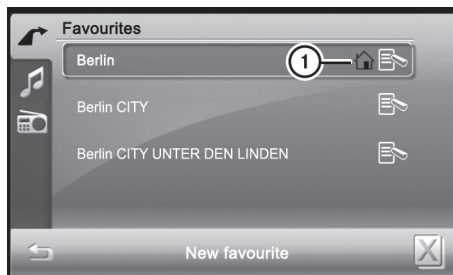 Favourites
Berlin
1
Berlin CITY
Berlin CITY UNTER DEN LINDEN
New favourite
X